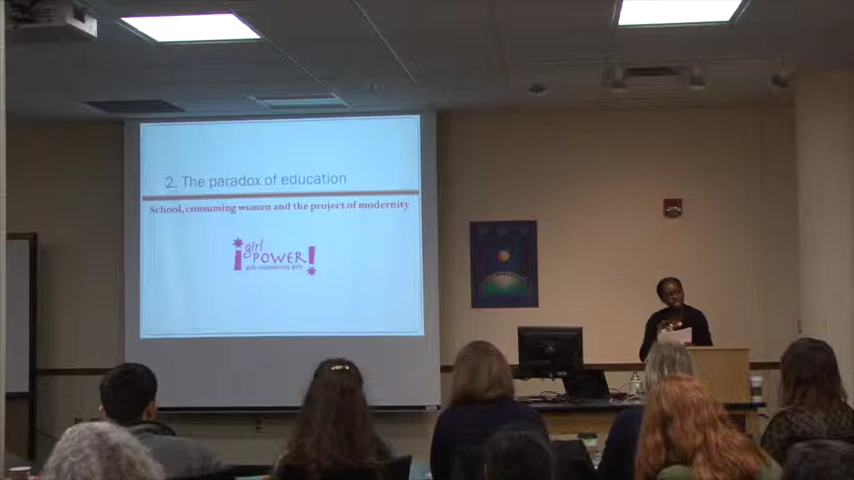 2. The paradox of education
School, consuming women and the project of modernity
girl
POWER!
girls empowering girls